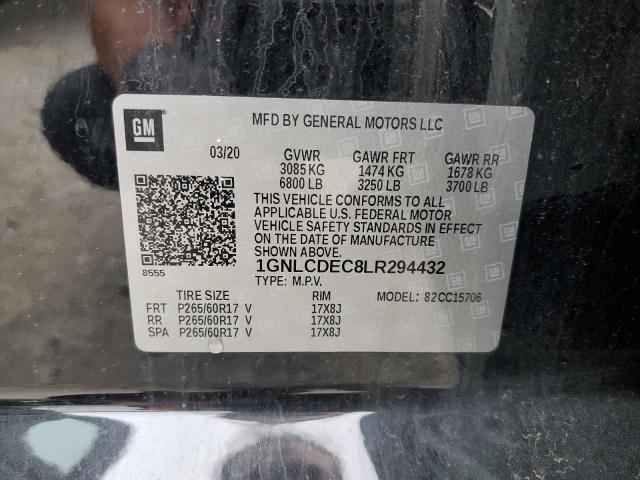 GM
MFD BY GENERAL MOTORS LLC
03/20 GVWR GAWR FRT GAWR RR
3085 KG 1474 KG 1678 KG
6800 LB 3250 LB 3700 LB
THIS VEHICLE CONFORMS TO ALL
APPLICABLE U.S. FEDERAL MOTOR
VEHICLE SAFETY STANDARDS IN EFFECT
ON THE DATE OF MANUFACTURE
SHOWN ABOVE.
8555
1GNLCDEC8LR294432
TYPE: M.P.V.
TIRE SIZE RIM MODEL: 82CC15706
FRT P265/60R17 V 17X8J
RR P265/60R17 V 17X8J
SPA P265/60R17 V 17X8J